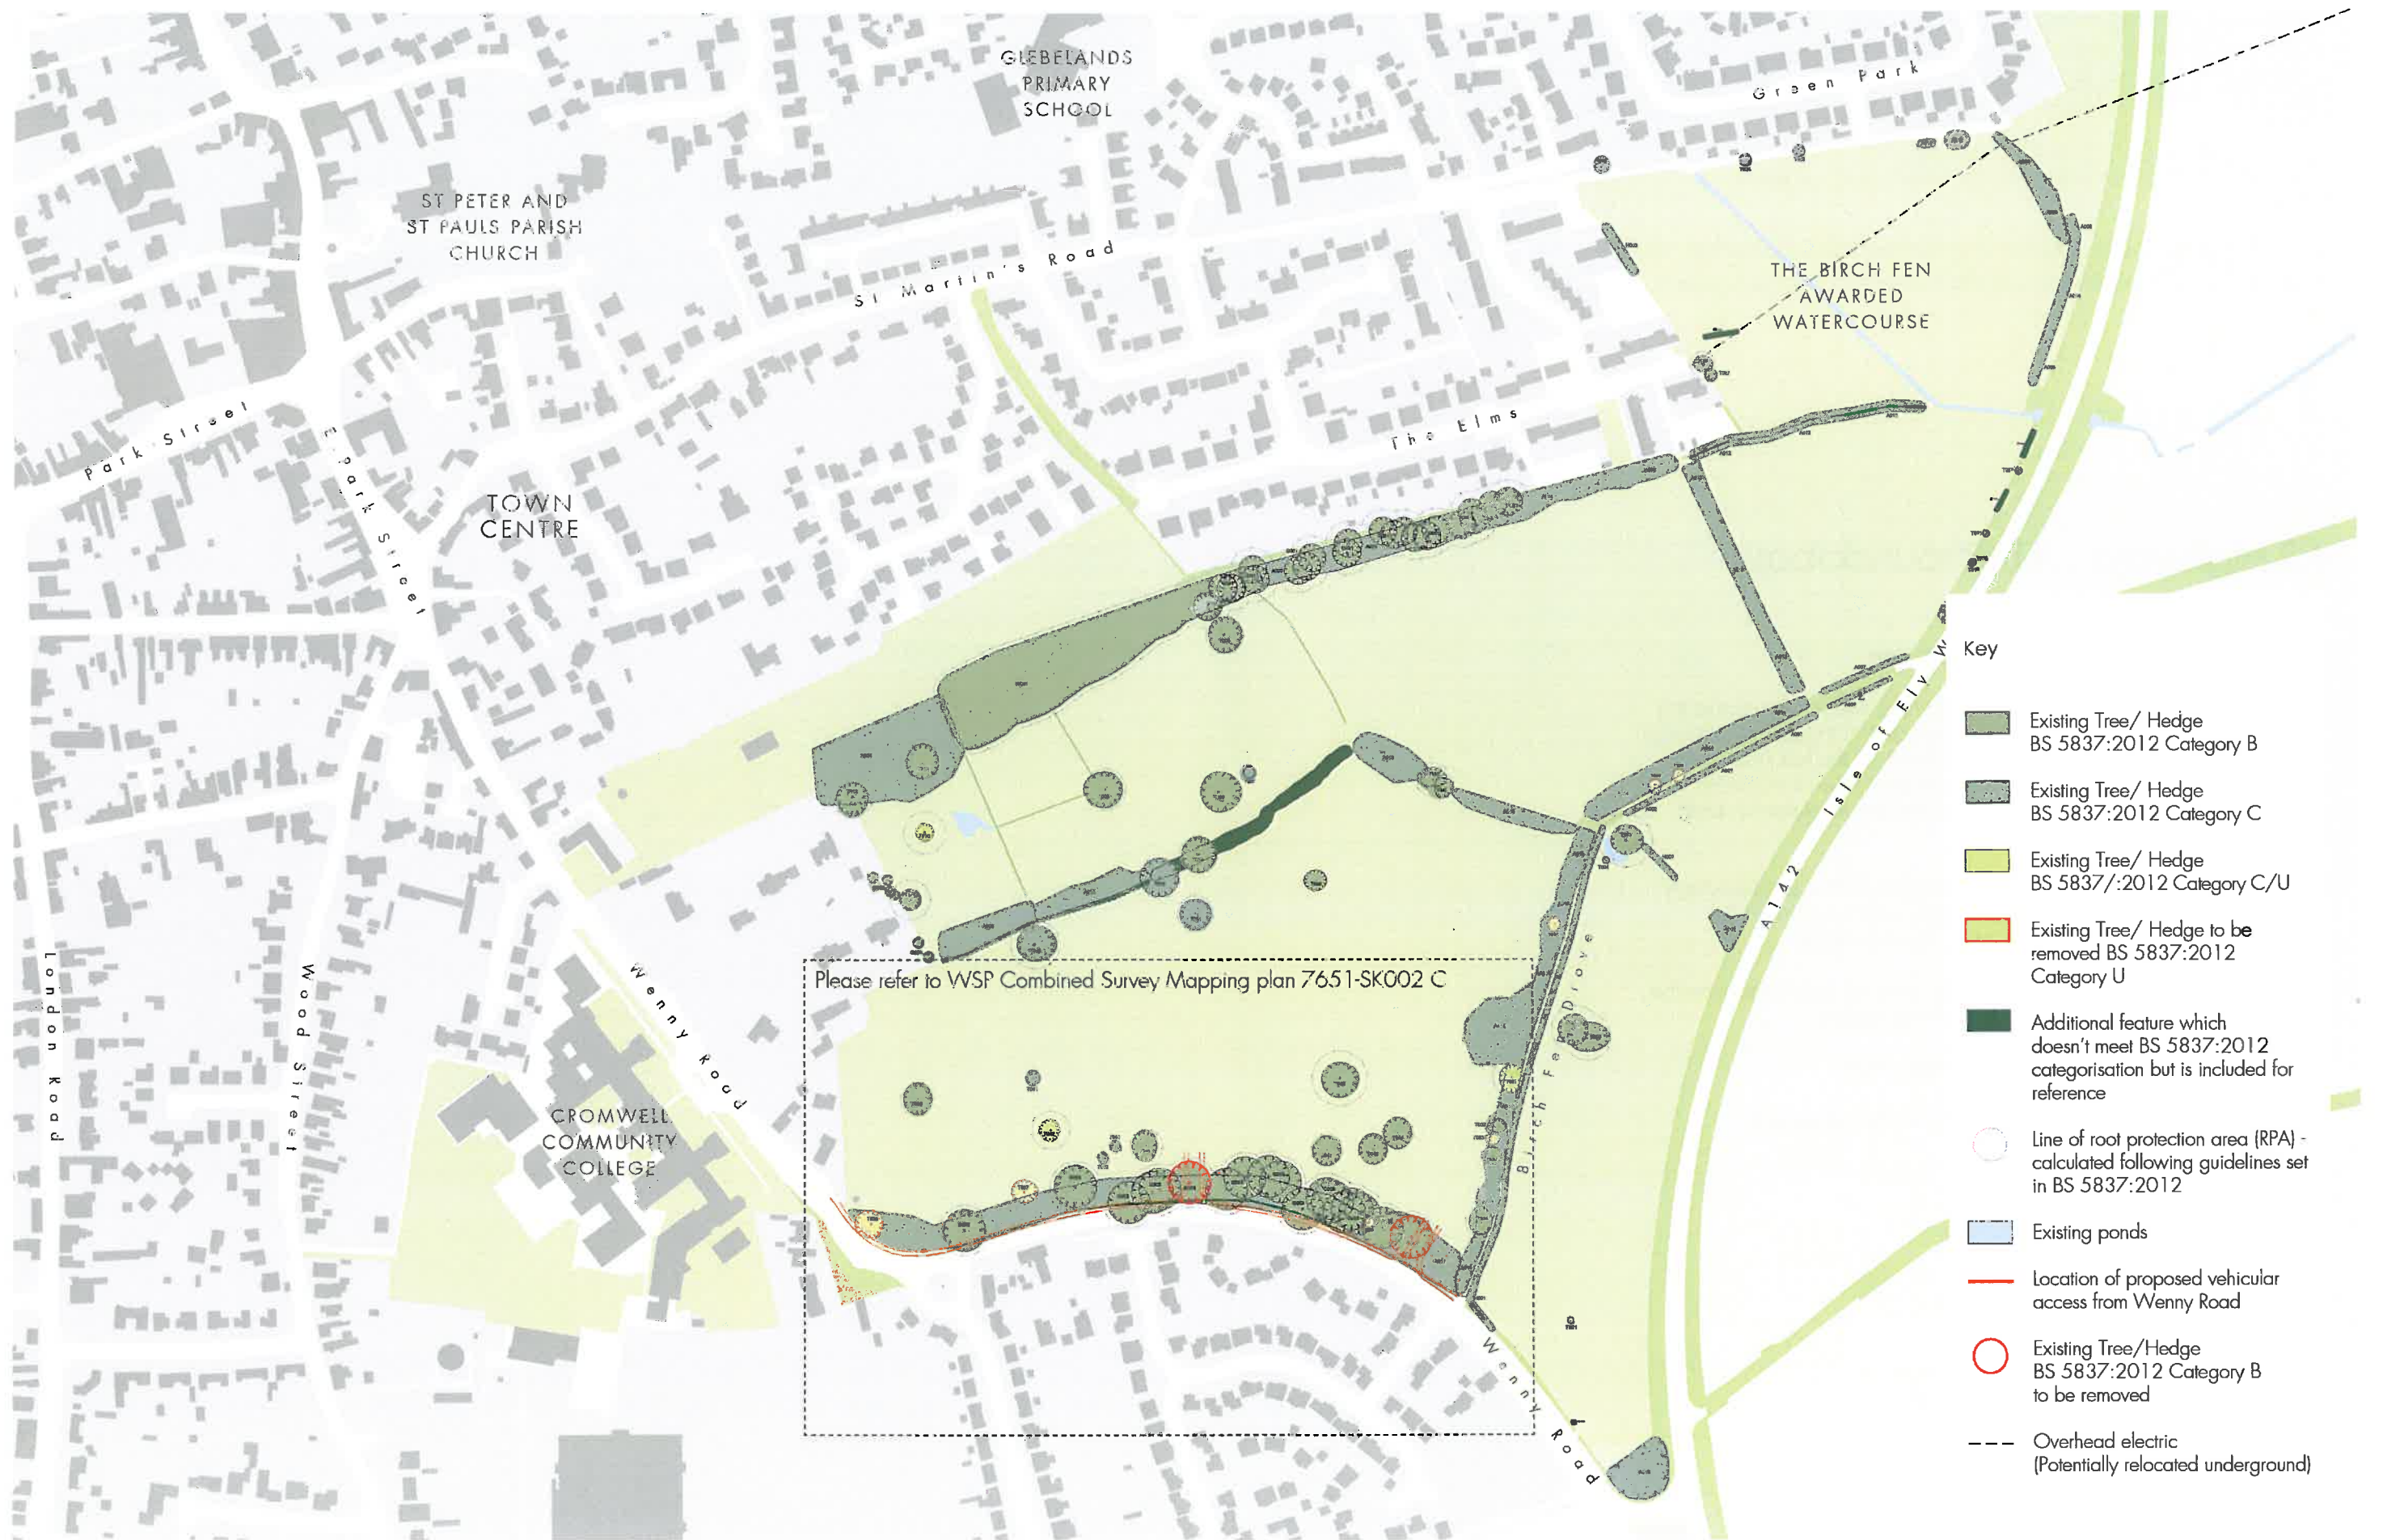 GLEBELANDS
PRIMARY
SCHOOL
Green Park
ST PETER AND
ST PAULS PARISH
CHURCH
St Martin's Road
THE BIRCH FEN
AWARDED
WATERCOURSE
Park Street
Park Street
The Elms
TOWN
CENTRE
Isle of Ely W
A142
Birch Fen Drove
Wenny Road
London Road
Wood Street
CROMWELL
COMMUNITY
COLLEGE
Please refer to WSP Combined Survey Mapping plan 7651-SK002 C
Wenny Road
Key
Existing Tree/ Hedge
BS 5837:2012 Category B
Existing Tree/ Hedge
BS 5837:2012 Category C
Existing Tree/ Hedge
BS 5837/:2012 Category C/U
Existing Tree/ Hedge to be
removed BS 5837:2012
Category U
Additional feature which
doesn't meet BS 5837:2012
categorisation but is included for
reference
Line of root protection area (RPA) -
calculated following guidelines set
in BS 5837:2012
Existing ponds
Location of proposed vehicular
access from Wenny Road
Existing Tree/Hedge
BS 5837:2012 Category B
to be removed
Overhead electric
(Potentially relocated underground)